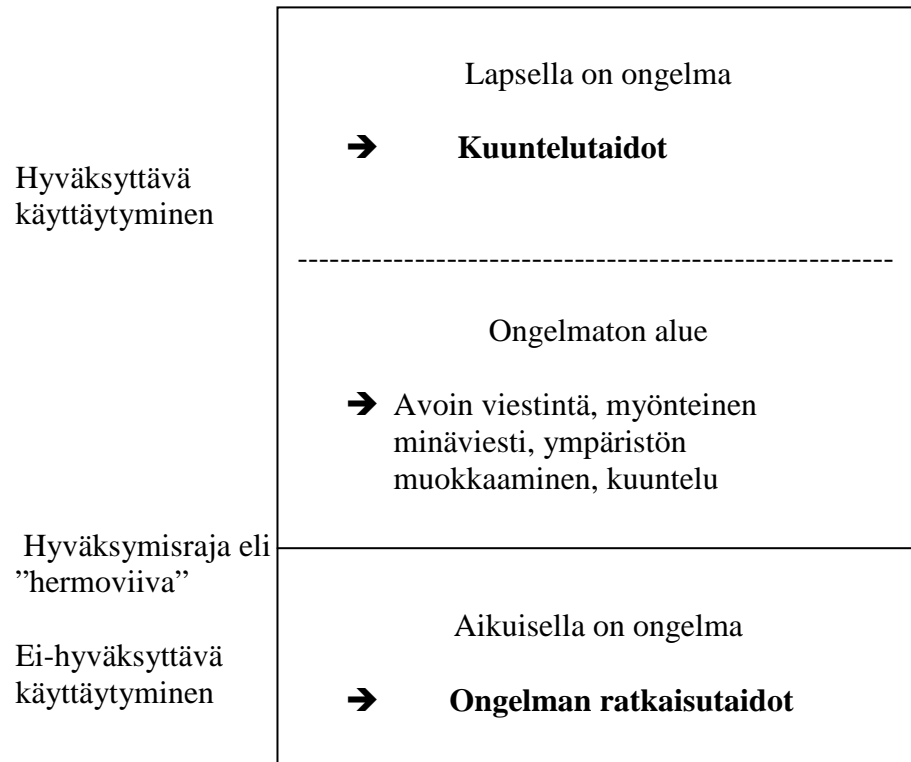 Lapsella on ongelma
➔ Kuuntelutaidot
Hyväksyttävä
käyttäytyminen
--------------------------------------------------------
Ongelmaton alue
➔ Avoin viestintä, myönteinen
minäviesti, ympäristön
muokkaaminen, kuuntelu
Hyväksymisraja eli
”hermoviiva”
Aikuisella on ongelma
Ei-hyväksyttävä
käyttäytyminen
➔ Ongelman ratkaisutaidot